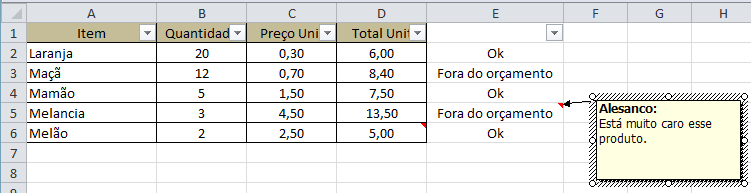 A B C D E F G H
1 Item Quantidad Preço Uni Total Unit
2 Laranja 20 0,30 6,00 Ok
3 Maçã 12 0,70 8,40 Fora do orçamento
4 Mamão 5 1,50 7,50 Ok
5 Melancia 3 4,50 13,50 Fora do orçamento
6 Melão 2 2,50 5,00 Ok
7
8
Alesanco:
Está muito caro esse
produto.